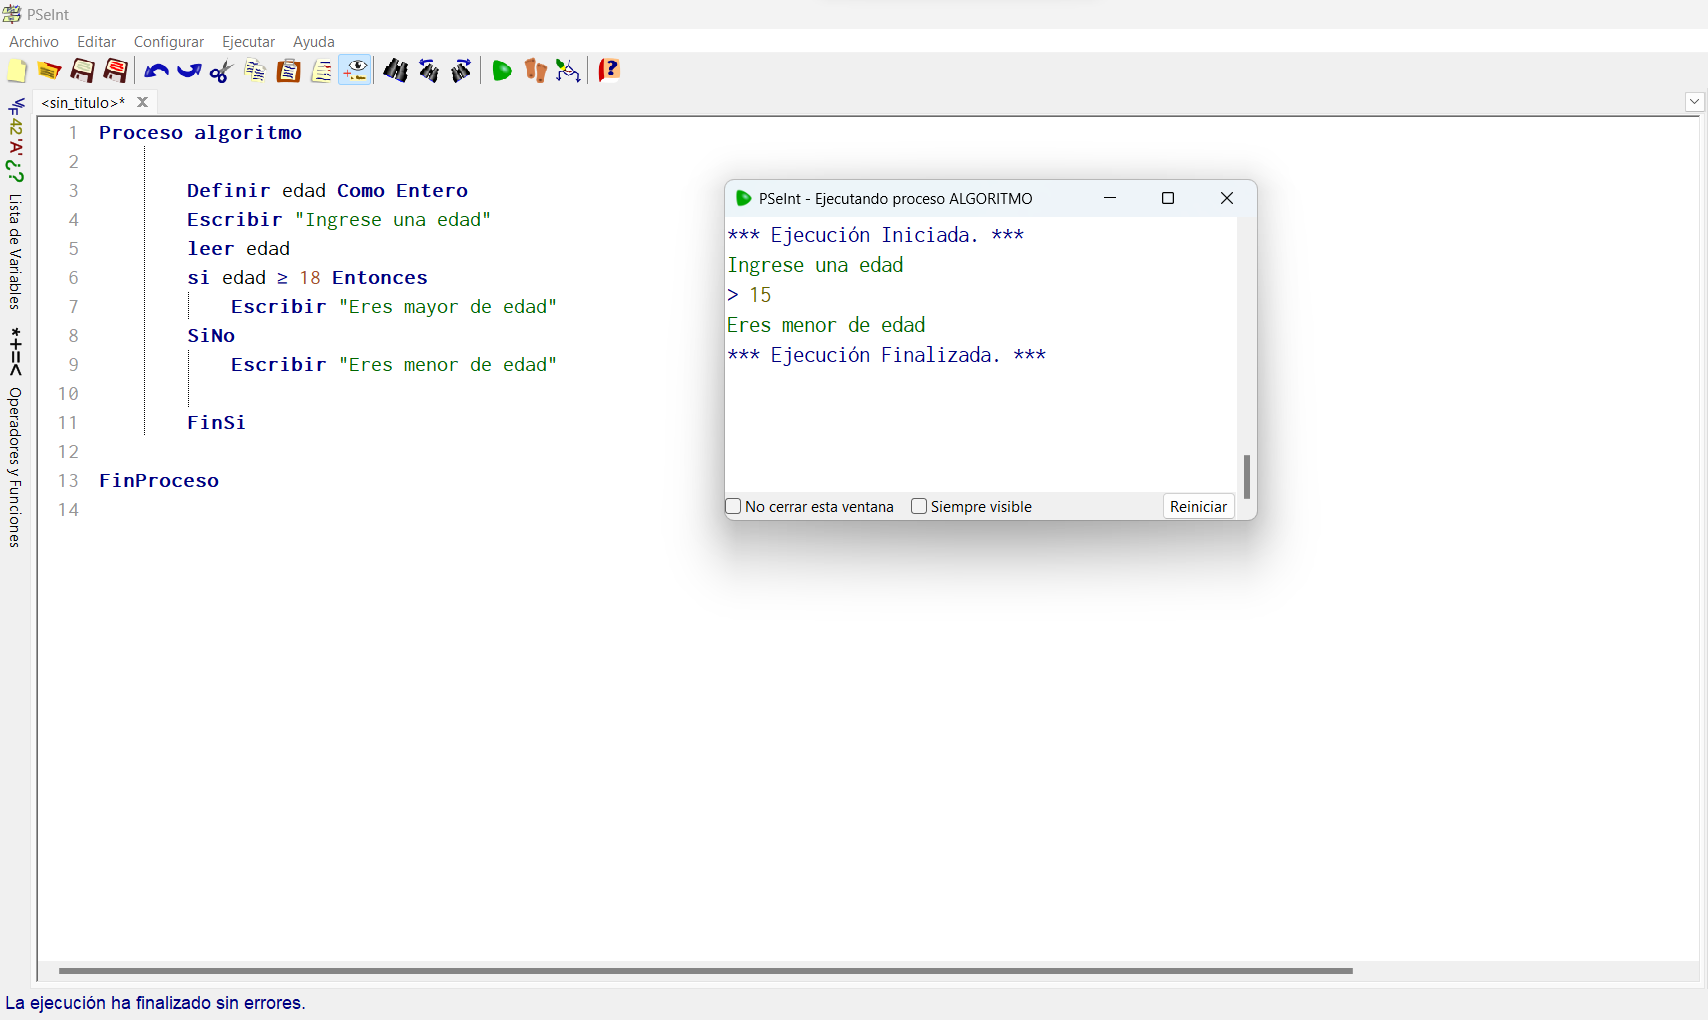 PSeInt
Archivo Editar Configurar Ejecutar Ayuda
<sin_titulo>*
1 Proceso algoritmo
2
3 Definir edad Como Entero
4 Escribir "Ingrese una edad"
5 leer edad
6 si edad ≥ 18 Entonces
7 Escribir "Eres mayor de edad"
8 SiNo
9 Escribir "Eres menor de edad"
10
11 FinSi
12
13 FinProceso
14
42 'A' ¿? Lista de Variables
*+=< Operadores y Funciones
PSeInt - Ejecutando proceso ALGORITMO
*** Ejecución Iniciada. ***
Ingrese una edad
> 15
Eres menor de edad
*** Ejecución Finalizada. ***
No cerrar esta ventana Siempre visible Reiniciar
La ejecución ha finalizado sin errores.